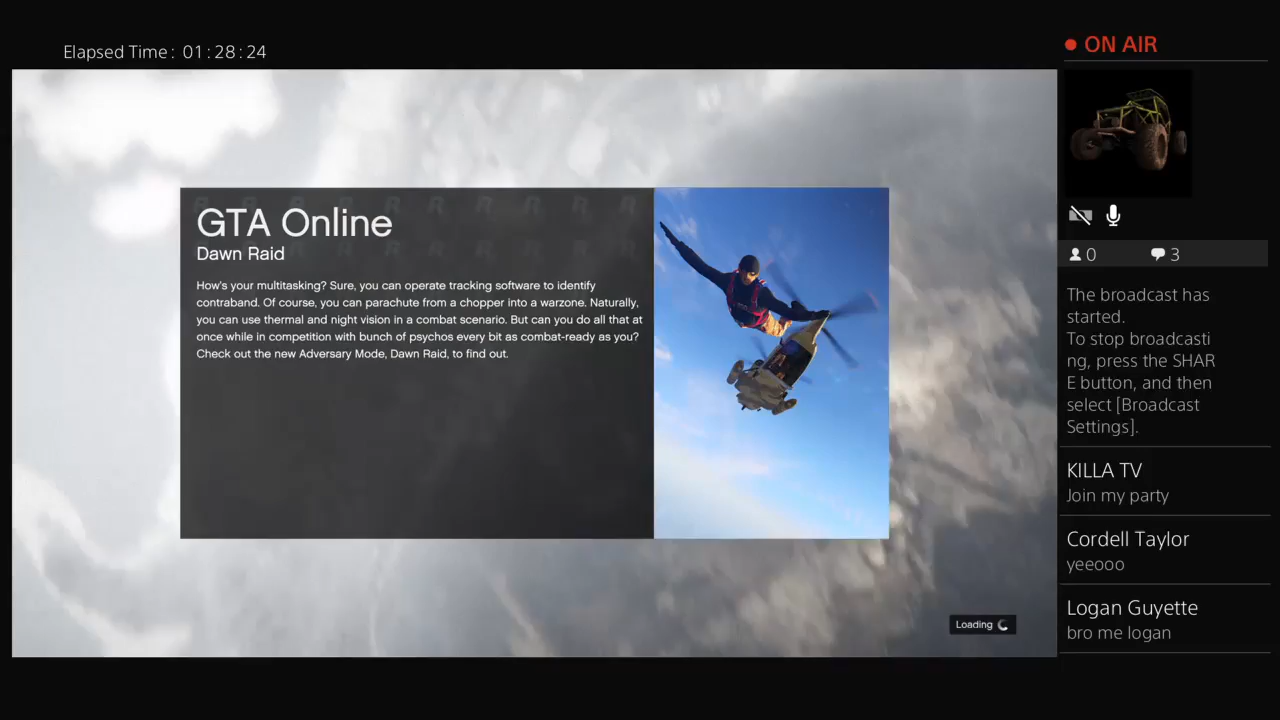 Elapsed Time: 01:28:24
ON AIR
GTA Online
Dawn Raid
How's your multitasking? Sure, you can operate tracking software to identify
contraband. Of course, you can parachute from a chopper into a warzone. Naturally,
you can use thermal and night vision in a combat scenario. But can you do all that at
once while in competition with bunch of psychos every bit as combat-ready as you?
Check out the new Adversary Mode, Dawn Raid, to find out.
Loading
0 3
The broadcast has
started.
To stop broadcasti
ng, press the SHAR
E button, and then
select [Broadcast
Settings].
KILLA TV
Join my party
Cordell Taylor
yeeooo
Logan Guyette
bro me logan